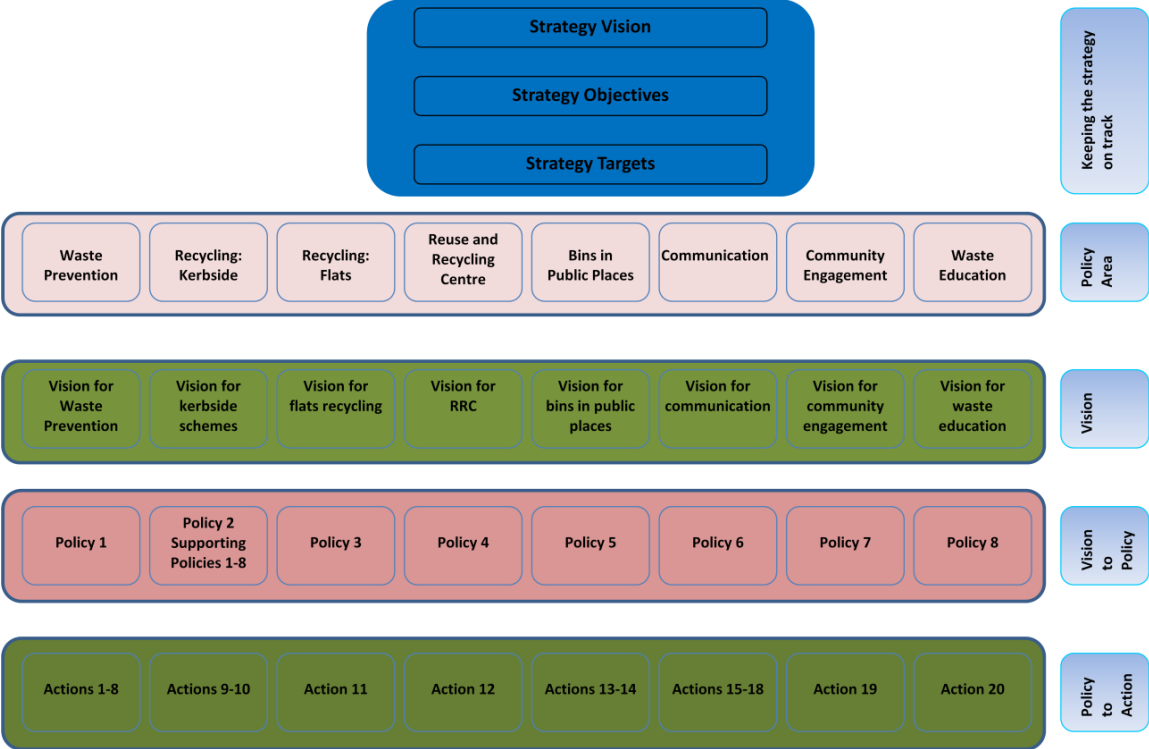 Strategy Vision
Strategy Objectives
Strategy Targets
Keeping the strategy
on track
Waste
Prevention
Recycling:
Kerbside
Recycling:
Flats
Reuse and
Recycling
Centre
Bins in
Public Places
Communication
Community
Engagement
Waste
Education
Policy
Area
Vision for
Waste
Prevention
Vision for
kerbside
schemes
Vision for
flats recycling
Vision for
RRC
Vision for
bins in public
places
Vision for
communication
Vision for
community
engagement
Vision for
waste
education
Vision
Policy 1
Policy 2
Supporting
Policies 1-8
Policy 3
Policy 4
Policy 5
Policy 6
Policy 7
Policy 8
Vision
to
Policy
Actions 1-8
Actions 9-10
Action 11
Action 12
Actions 13-14
Actions 15-18
Action 19
Action 20
Policy
to
Action